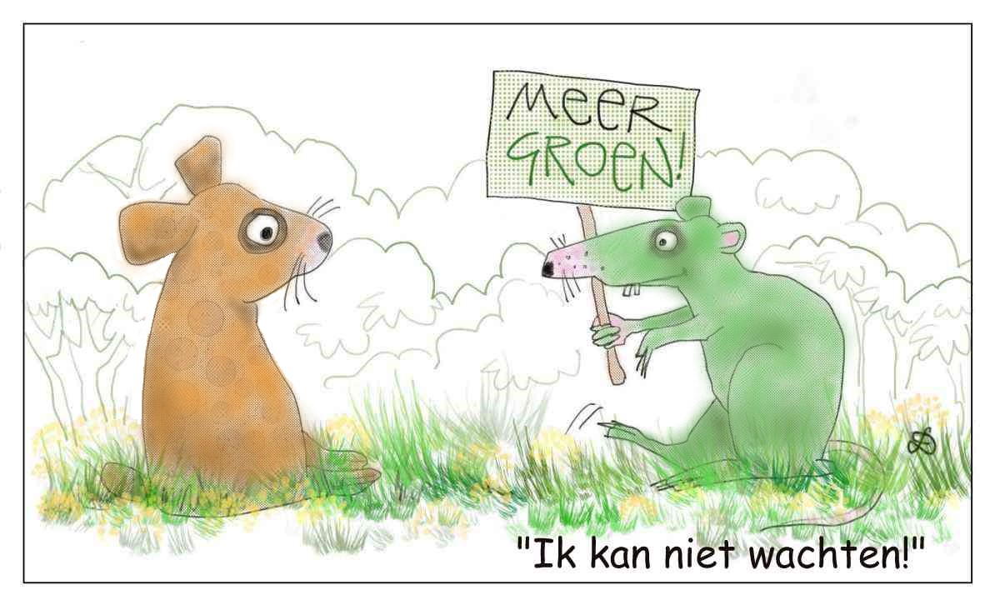 MEER
GROEN!
"Ik kan niet wachten!"